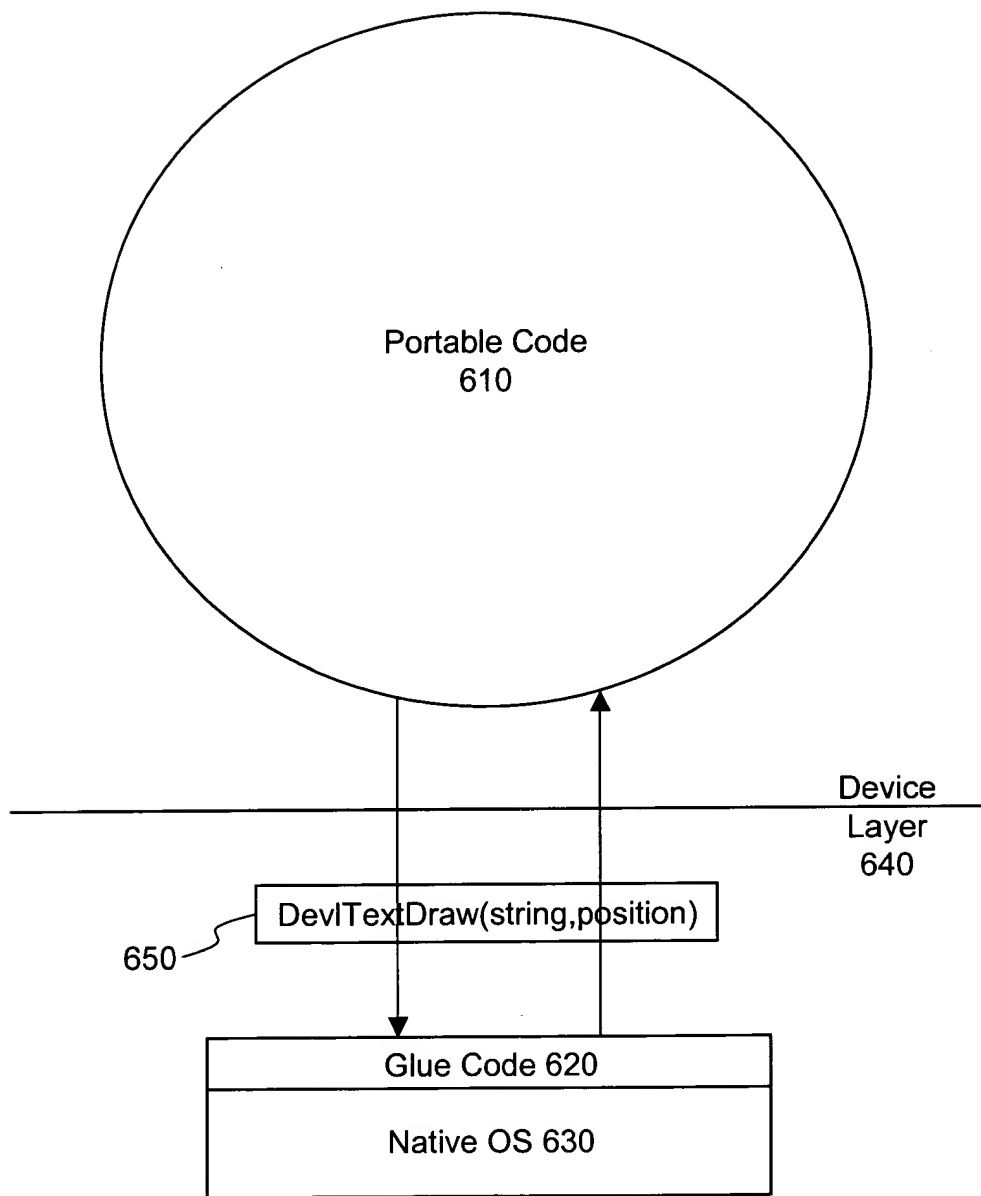 Portable Code
610
Device
Layer
640
DevlTextDraw(string,position)
650
Glue Code 620
Native OS 630